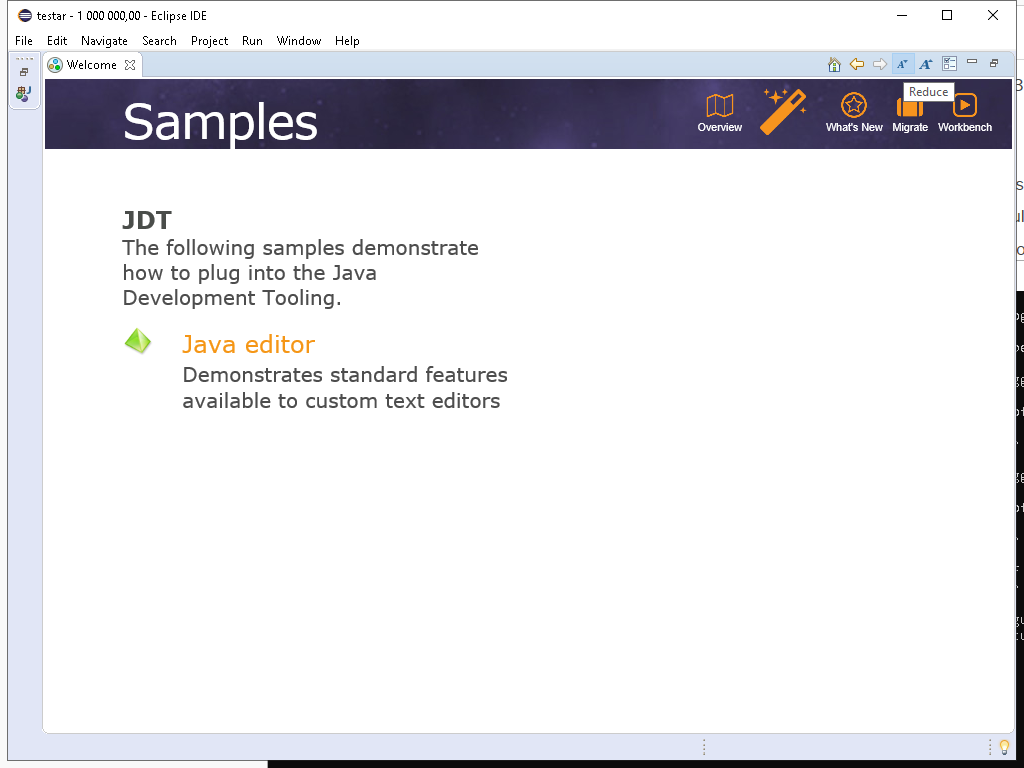 testar - 1 000 000,00 - Eclipse IDE
File Edit Navigate Search Project Run Window Help
Welcome
Reduce
Samples
Overview What's New Migrate Workbench
JDT
The following samples demonstrate
how to plug into the Java
Development Tooling.
Java editor
Demonstrates standard features
available to custom text editors